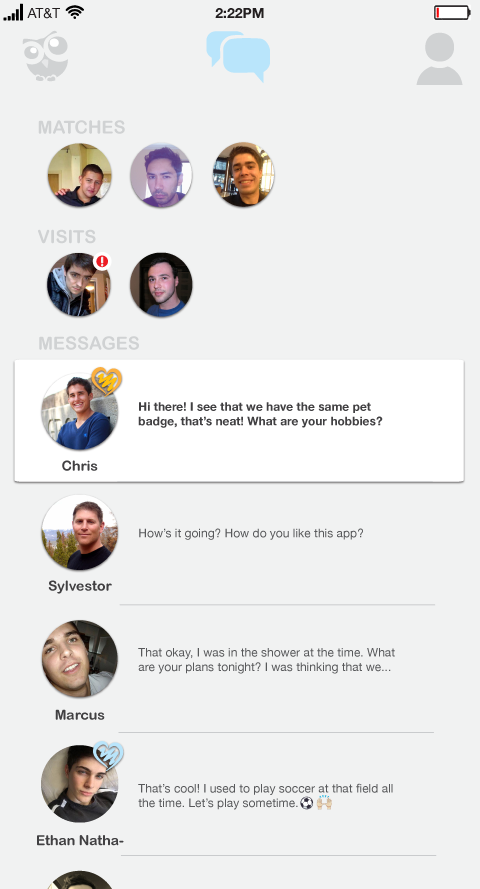 AT&T 2:22PM
MATCHES
VISITS
MESSAGES
Hi there! I see that we have the same pet
badge, that's neat! What are your hobbies?
Chris
How's it going? How do you like this app?
Sylvestor
That okay, I was in the shower at the time. What
are your plans tonight? I was thinking that we...
Marcus
That's cool! I used to play soccer at that field all
the time. Let's play sometime.⚽🙌🏼
Ethan Natha-